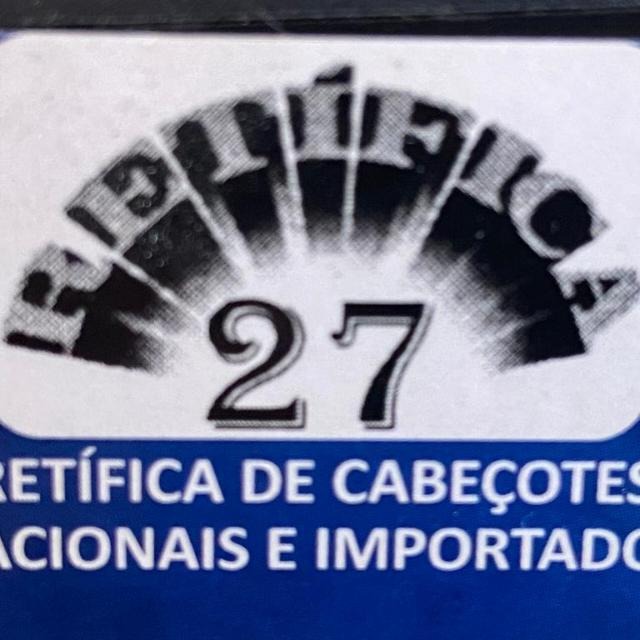 RETÍFICA
27
RETÍFICA DE CABEÇOTES
ACIONAIS E IMPORTADO